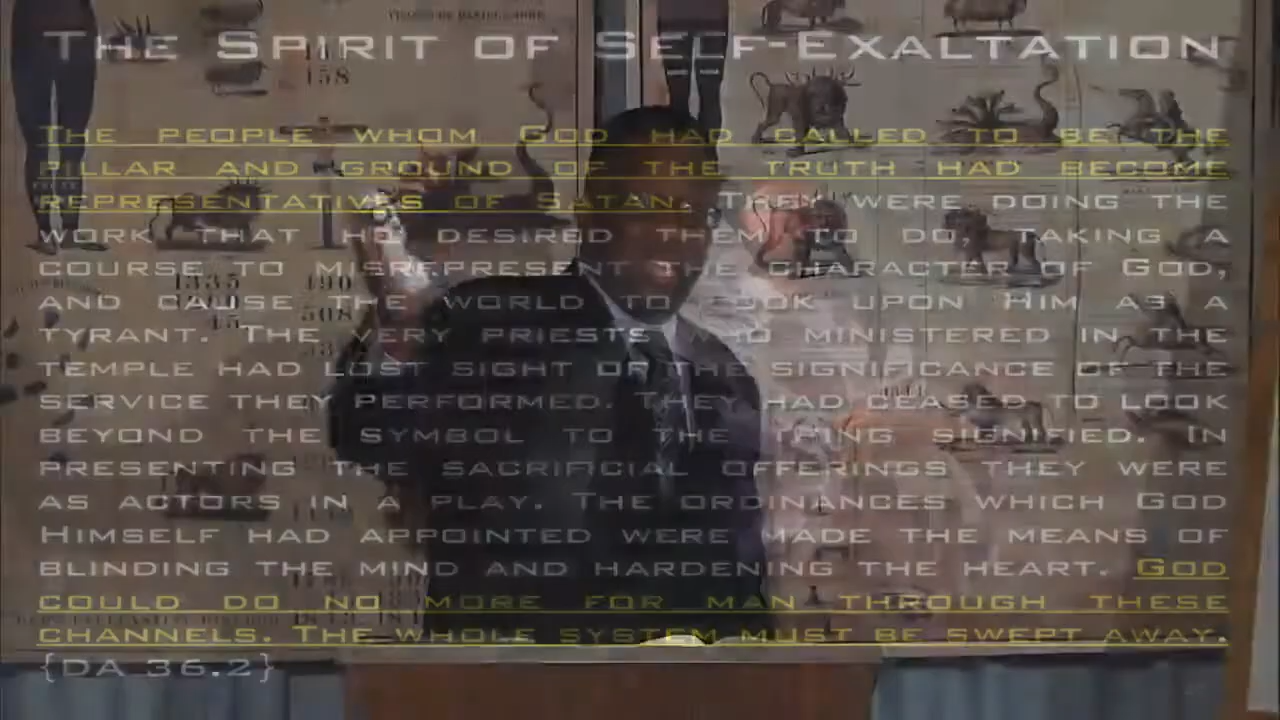 The Spirit of Self-Exaltation
The people whom God had called to be the
pillar and ground of the truth had become
representatives of Satan. They were doing the
work that he desired them to do, taking a
course to misrepresent the character of God,
and cause the world to look upon Him as a
tyrant. The very priests who ministered in the
temple had lost sight of the significance of the
service they performed. They had ceased to look
beyond the symbol to the thing signified. In
presenting the sacrificial offerings they were
as actors in a play. The ordinances which God
Himself had appointed were made the means of
blinding the mind and hardening the heart. God
could do no more for man through these
channels. The whole system must be swept away.
{DA 36.2}
158
1335
490
508